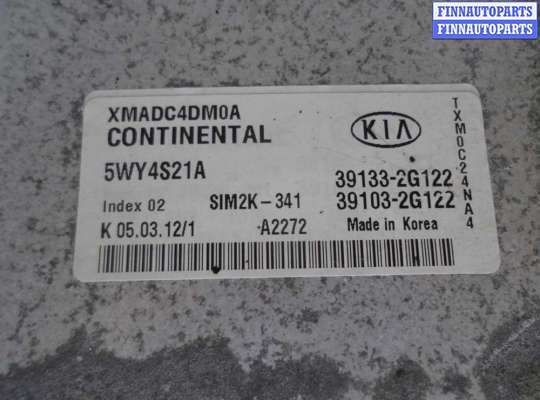 FINNAUTOPARTS
FINNAUTOPARTS
FINNAUTOPARTS
XMADC4DM0A
CONTINENTAL
KIA
5WY4S21A
39133-2G122
Index 02 SIM2K-341 39103-2G122
K 05.03.12/1 A2272 Made in Korea
TXM0C24NA4